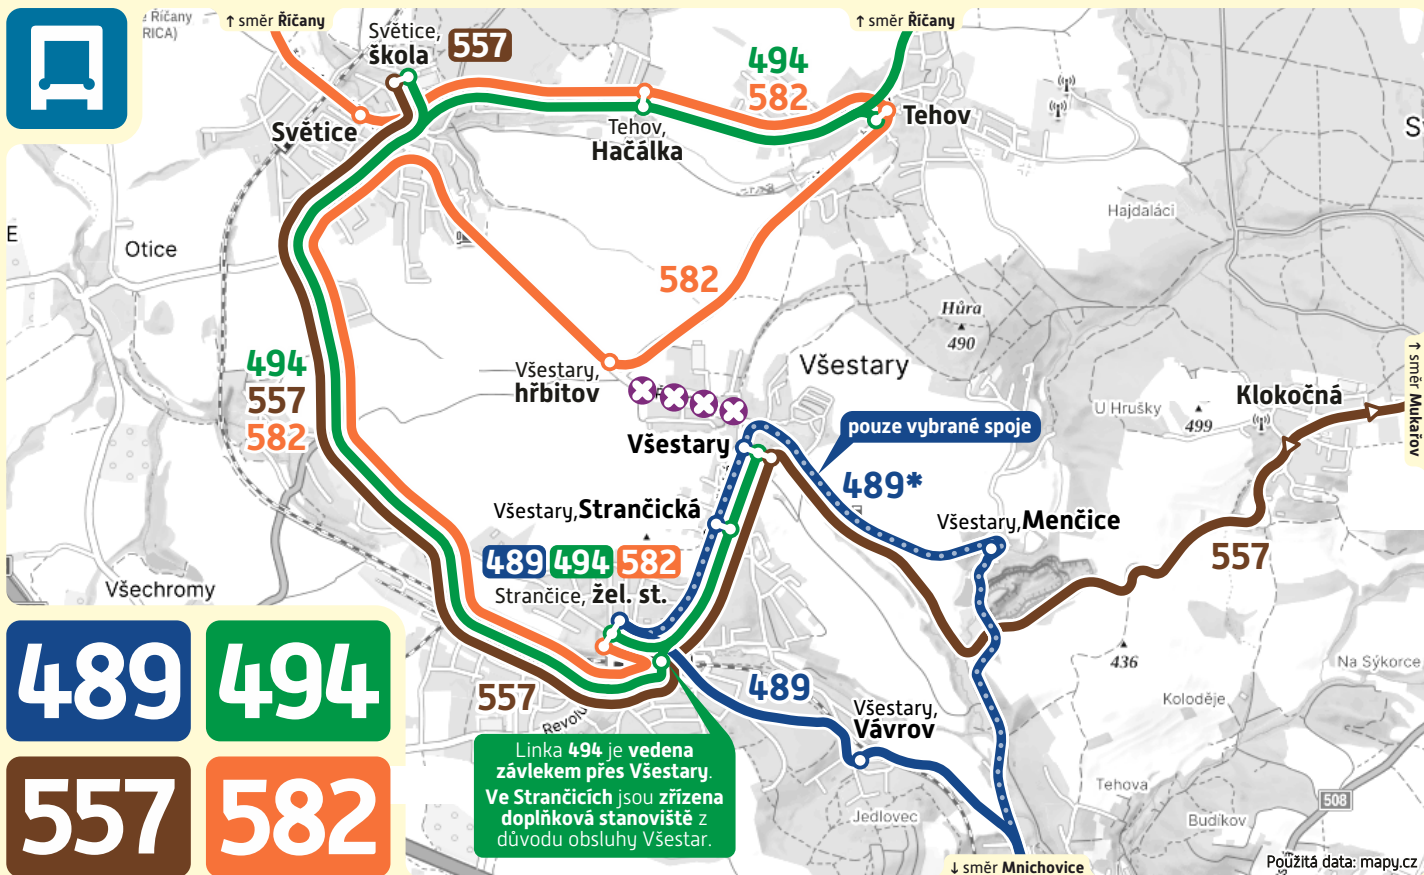 Říčany
RICA)
↑ směr Říčany
Světice,
škola
557
↑ směr Říčany
494
582
Světice
Tehov,
Hačálka
Tehov
Otice
Hajdaláci
582
Hůra
490
494
557
582
Všestary,
hřbitov
Všestary
U Hrušky
499
Klokočná
↑ směr Mukařov
Všestary
pouze vybrané spoje
489*
Všestary, Strančická
Všestary, Menčice
489 494 582
Strančice, žel. st.
557
Všechromy
489 494
557 582
436
Na Sýkorce
Koloděje
557
489
Všestary,
Vávrov
Linka 494 je vedena
závlekem přes Všestary.
Ve Strančicích jsou zřízena
doplňková stanoviště z
důvodu obsluhy Všestar.
Tehova
508
Jedlovec
Budíkov
↓ směr Mnichovice
Použitá data: mapy.cz